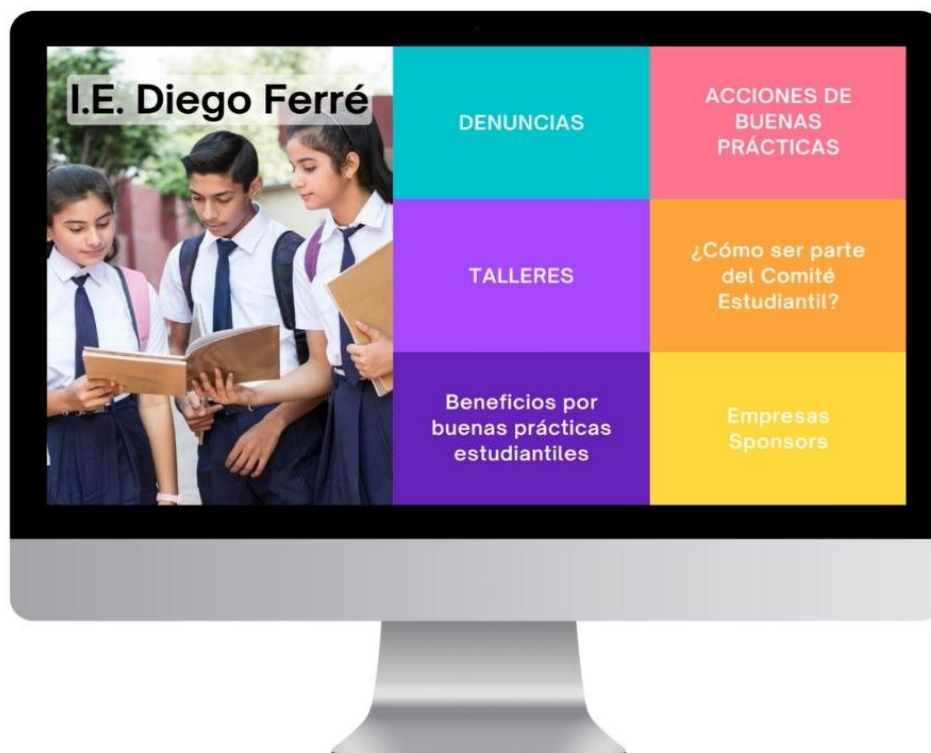 I.E. Diego Ferré
DENUNCIAS
ACCIONES DE
BUENAS
PRÁCTICAS
TALLERES
¿Cómo ser parte
del Comité
Estudiantil?
Beneficios por
buenas prácticas
estudiantiles
Empresas
Sponsors